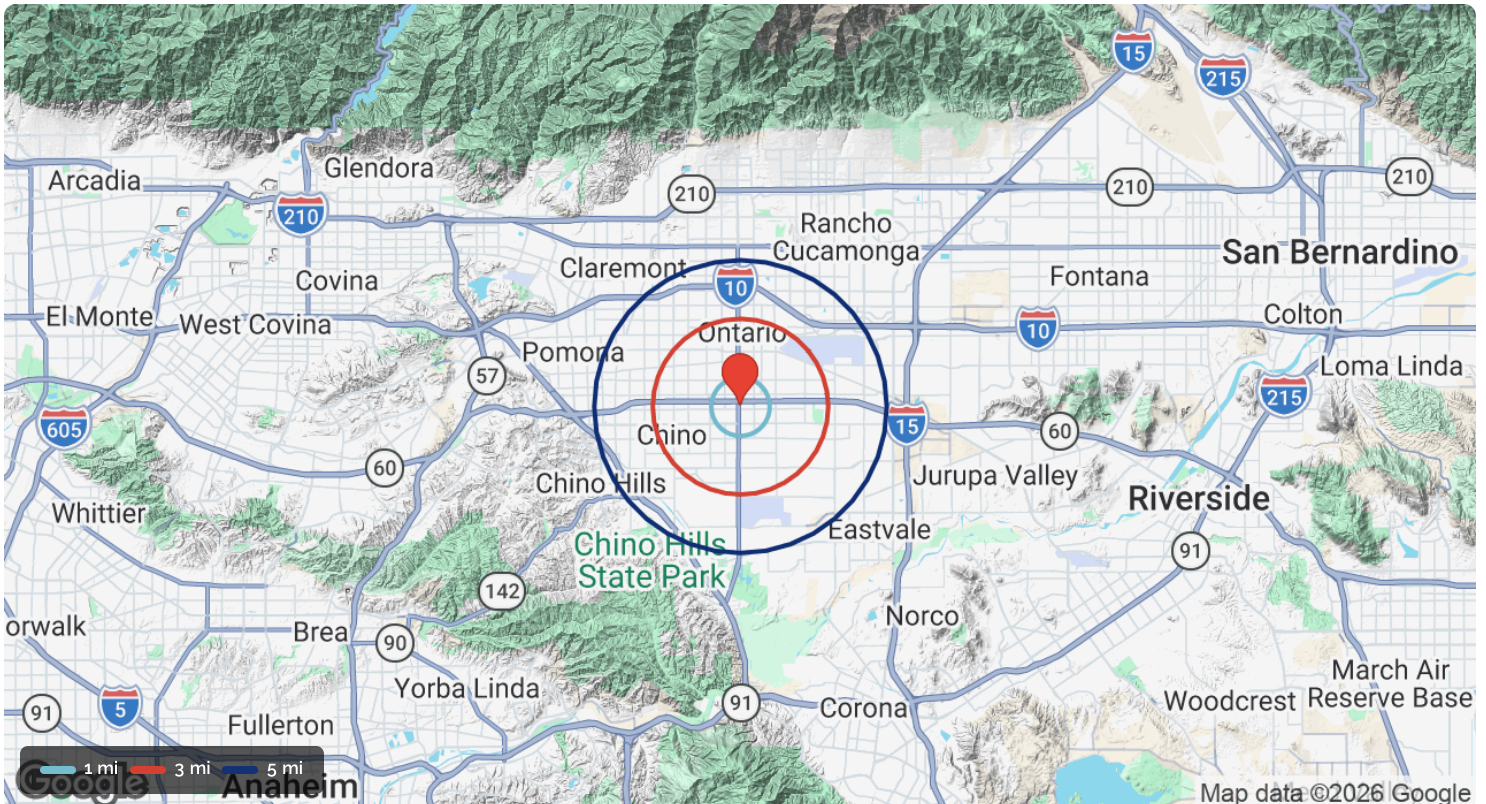 15
215
Glendora
Arcadia
210
210
210
210
Rancho
Cucamonga
San Bernardino
Claremont
Covina
10
Fontana
El Monte
West Covina
10
Colton
Ontario
Pomona
57
Loma Linda
215
605
15
60
Chino
60
Chino Hills
Jurupa Valley
Whittier
Riverside
Eastvale
Chino Hills
State Park
91
142
orwalk
Brea
90
Norco
March Air
Reserve Base
Yorba Linda
Woodcrest
91
5
91
Corona
Fullerton
1 mi 3 mi 5 mi
Google
Anaheim
Map data ©2026 Google